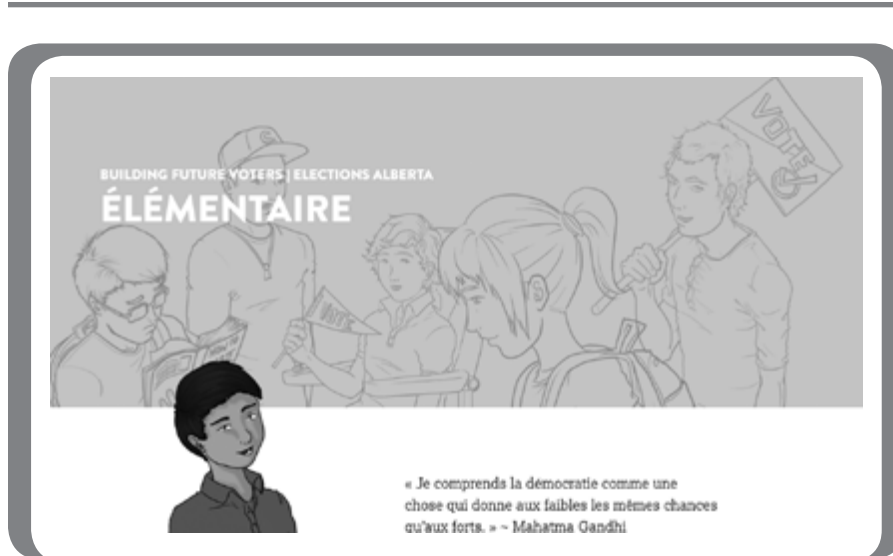 BUILDING FUTURE VOTERS | ELECTIONS ALBERTA
ÉLÉMENTAIRE
VOTE
VOTE
« Je comprends la démocratie comme une
chose qui donne aux faibles les mêmes chances
qu'aux forts. » ~ Mahatma Gandhi